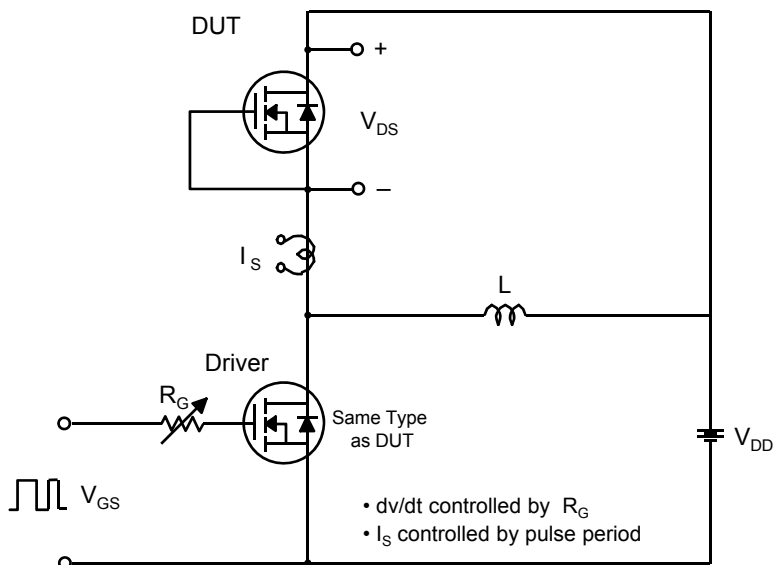 DUT
+
V_DS
–
I_S
L
Driver
R_G
Same Type
as DUT
V_DD
V_GS
• dv/dt controlled by R_G
• I_S controlled by pulse period